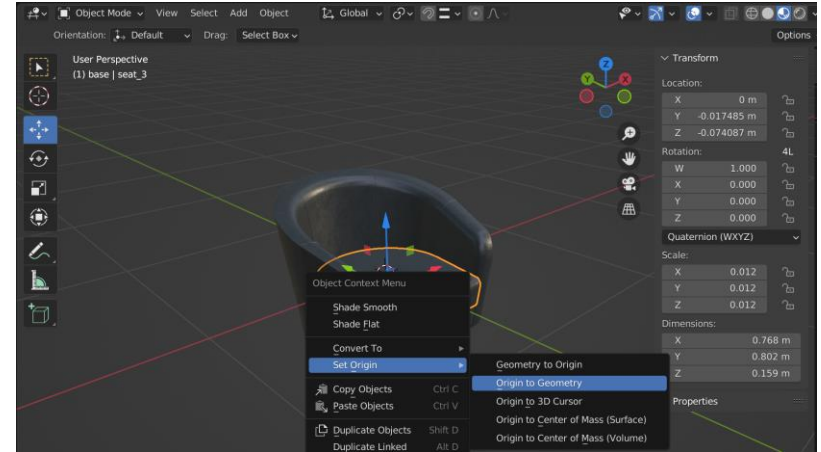 Object Mode View Select Add Object Global
Orientation: Default Drag: Select Box Options
User Perspective
(1) base | seat_3
Z
Y
X
Transform
Location:
X 0 m
Y -0.017485 m
Z -0.074087 m
Rotation: 4L
W 1.000
X 0.000
Y 0.000
Z 0.000
Quaternion (WXYZ)
Scale:
X 0.012
Y 0.012
Z 0.012
Dimensions:
X 0.768 m
Y 0.802 m
Z 0.159 m
Properties
Object Context Menu
Shade Smooth
Shade Flat
Convert To
Set Origin
Copy Objects Ctrl C
Paste Objects Ctrl V
Duplicate Objects Shift D
Duplicate Linked Alt D
Geometry to Origin
Origin to Geometry
Origin to 3D Cursor
Origin to Center of Mass (Surface)
Origin to Center of Mass (Volume)